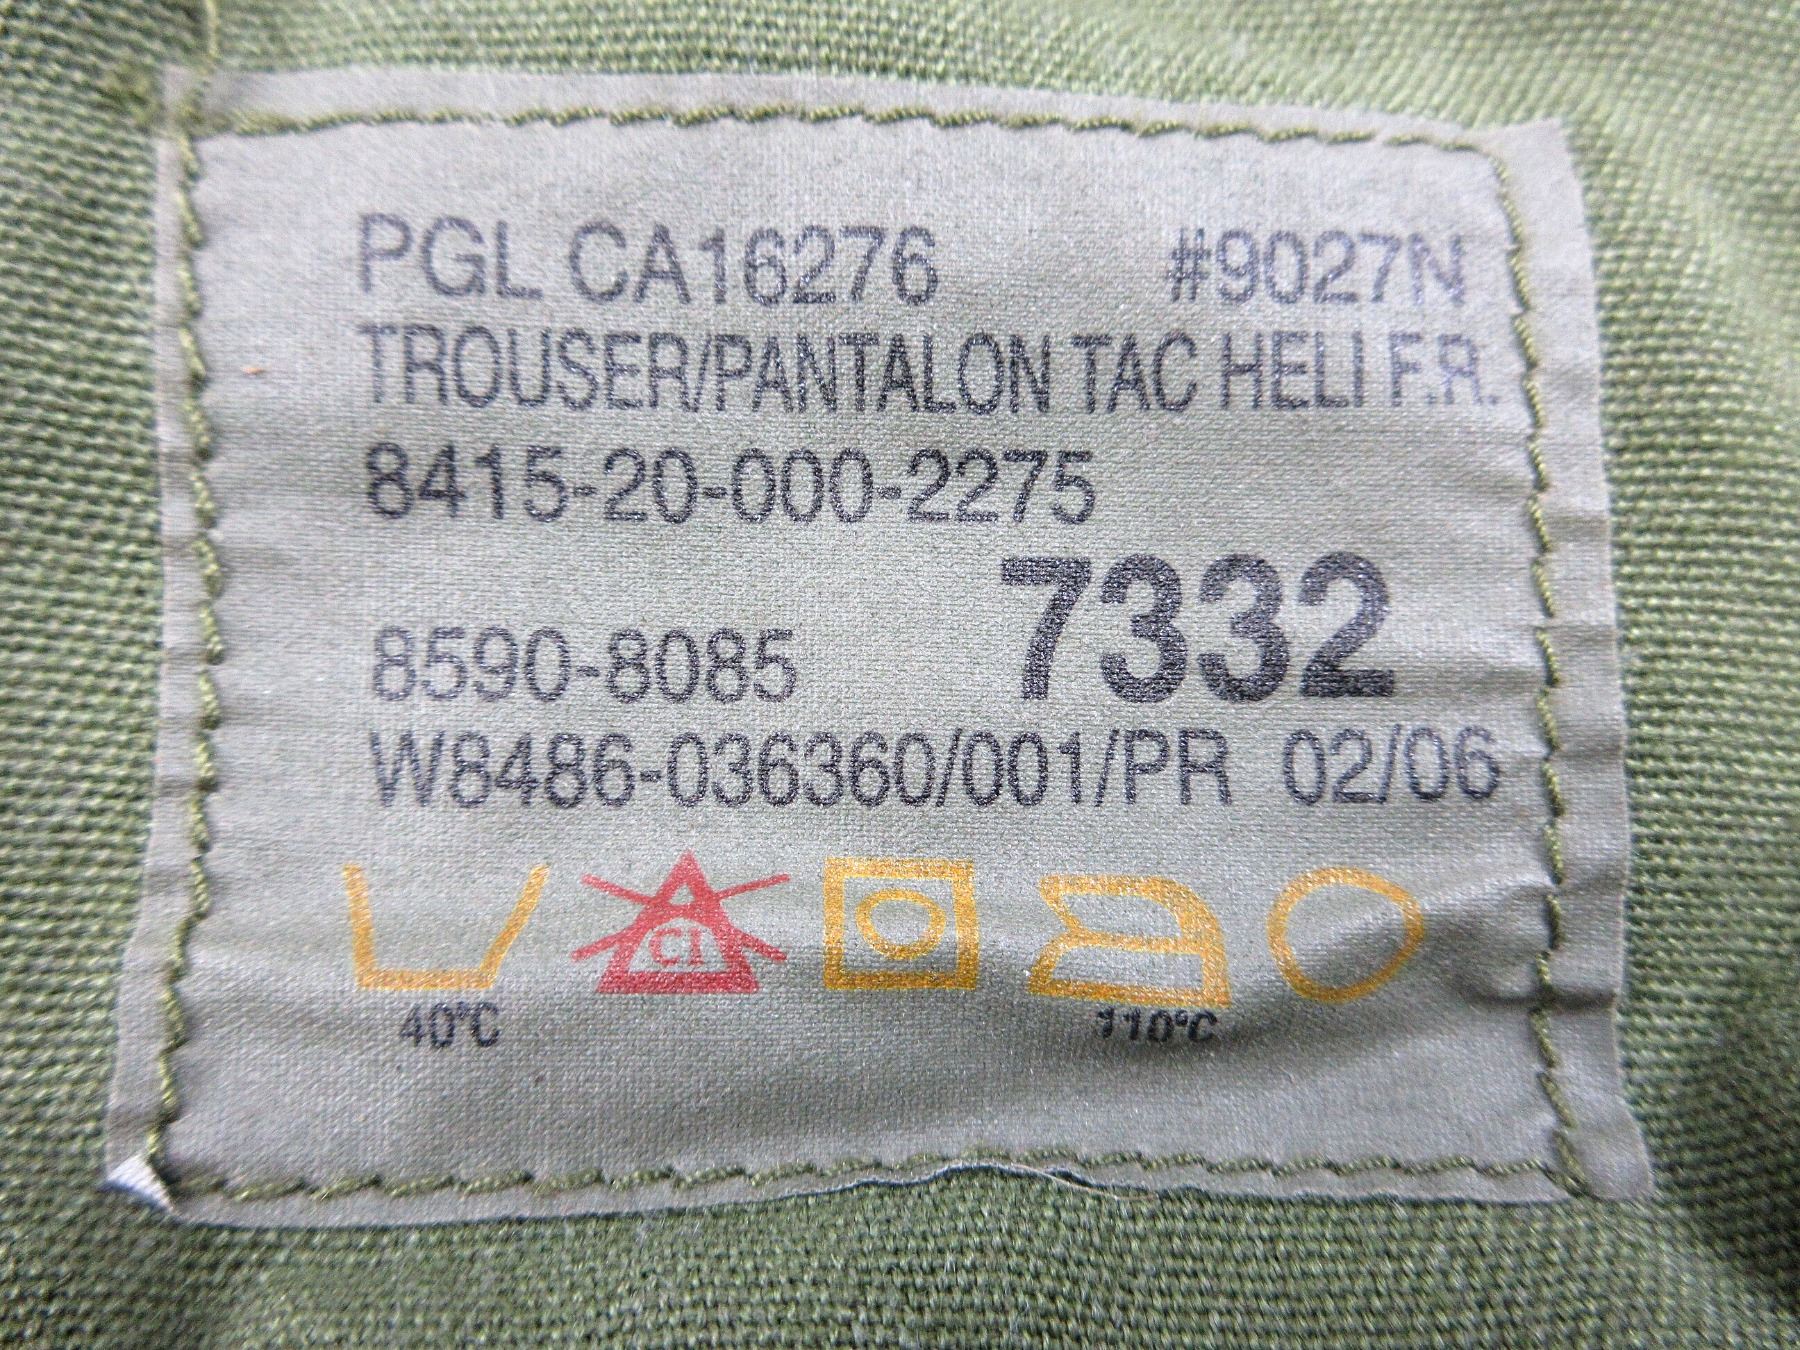 PGL CA16276 #9027N
TROUSER/PANTALON TAC HELI F.R.
8415-20-000-2275
7332
8590-8085
W8486-036360/001/PR 02/06
Cl
40°C 110°C